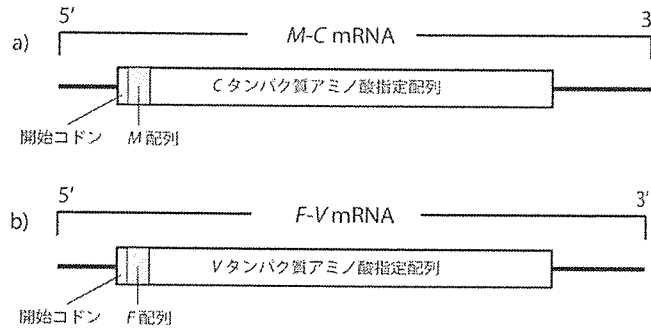 5′ 3′
a) M-C mRNA
Cタンパク質アミノ酸指定配列
開始コドン M配列
5′ 3′
b) F-V mRNA
Vタンパク質アミノ酸指定配列
開始コドン F配列